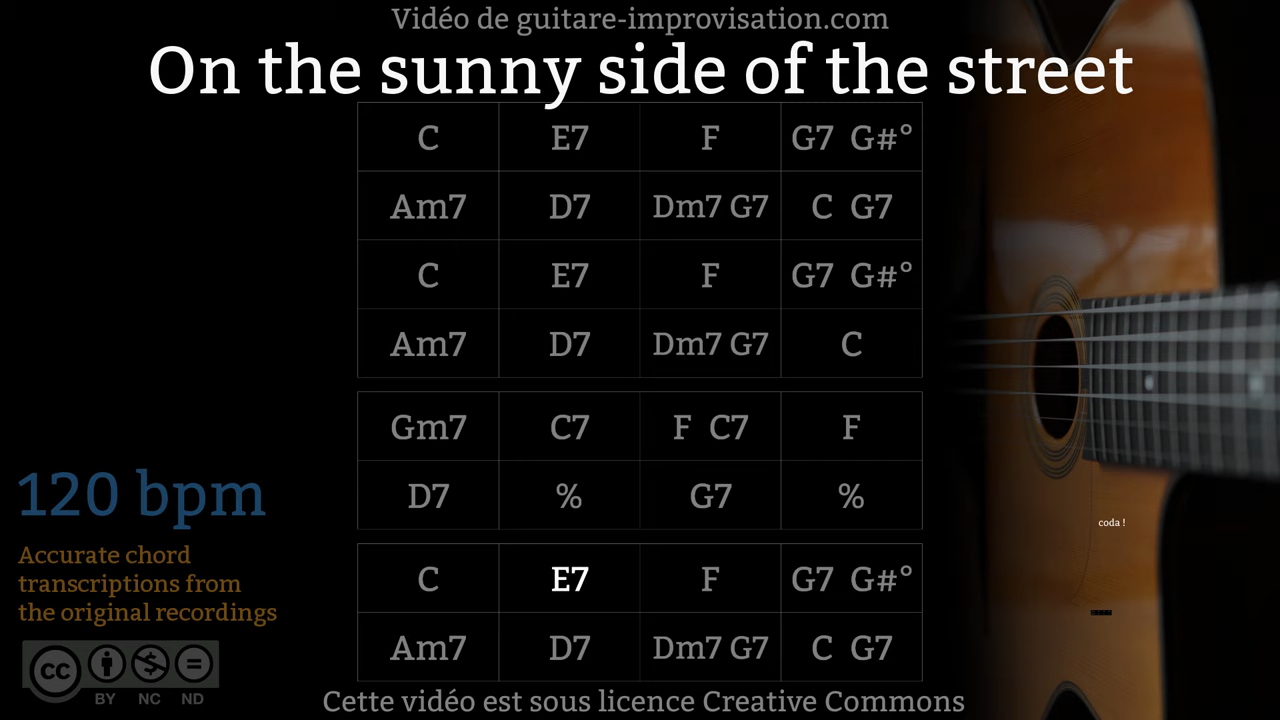 Vidéo de guitare-improvisation.com
On the sunny side of the street
C E7 F G7 G#°
Am7 D7 Dm7 G7 C G7
C E7 F G7 G#°
Am7 D7 Dm7 G7 C
Gm7 C7 F C7 F
D7 % G7 %
C E7 F G7 G#°
Am7 D7 Dm7 G7 C G7
120 bpm
Accurate chord
transcriptions from
the original recordings
cc
BY NC ND
coda !
Cette vidéo est sous licence Creative Commons